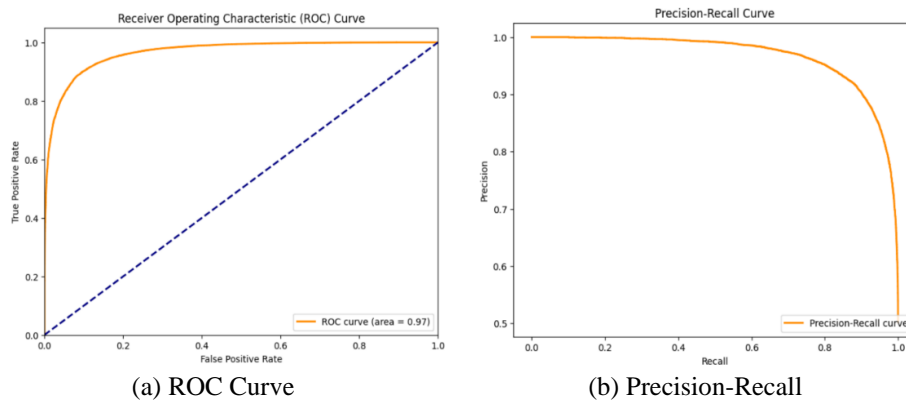 Receiver Operating Characteristic (ROC) Curve
1.0
0.8
0.6
0.4
0.2
0.0
True Positive Rate
0.0
0.2
0.4
0.6
0.8
1.0
False Positive Rate
ROC curve (area = 0.97)
(a) ROC Curve
Precision-Recall Curve
1.0
0.9
0.8
0.7
0.6
0.5
Precision
0.0
0.2
0.4
0.6
0.8
1.0
Recall
Precision-Recall curve
(b) Precision-Recall